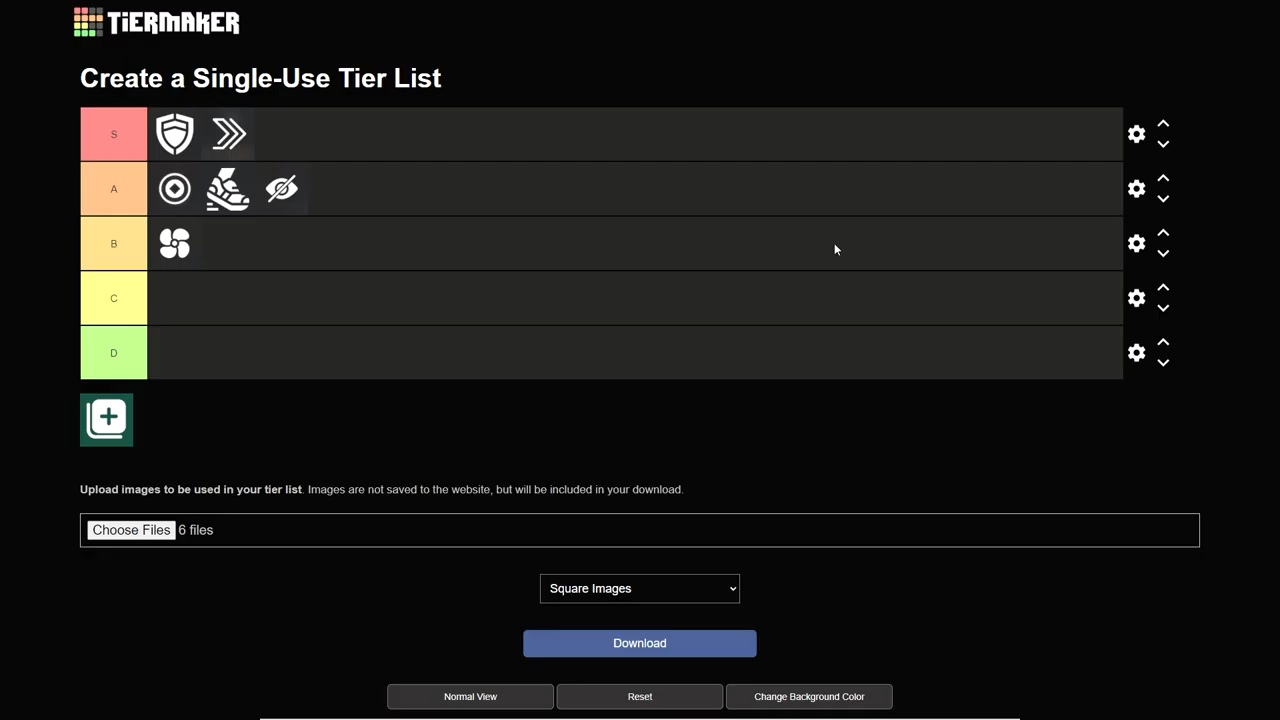 TiERMAKER
Create a Single-Use Tier List
S
A
B
C
D
Upload images to be used in your tier list. Images are not saved to the website, but will be included in your download.
Choose Files 6 files
Square Images
Download
Normal View Reset Change Background Color